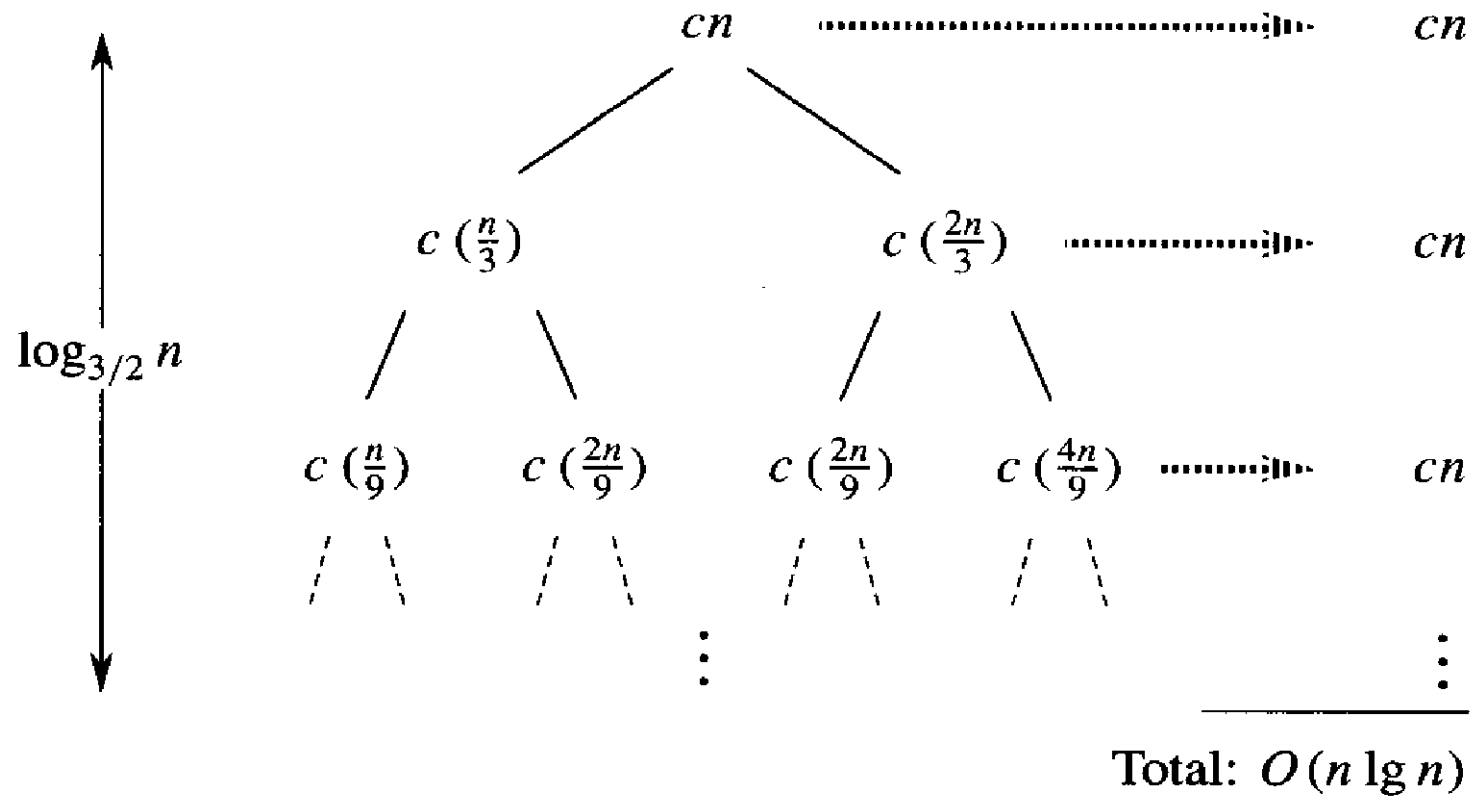 cn cn
c (n/3) c (2n/3) cn
log_{3/2} n
c (n/9) c (2n/9) c (2n/9) c (4n/9) cn
Total: O(n lg n)